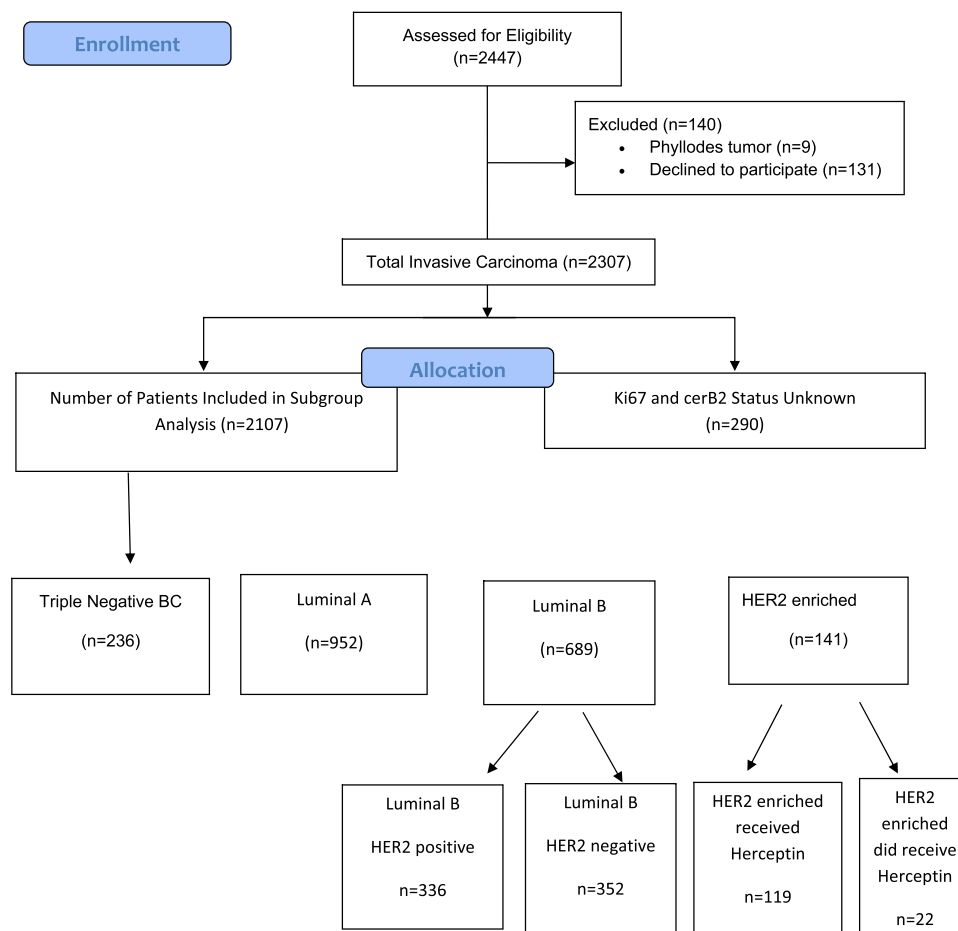 Enrollment
Assessed for Eligibility
(n=2447)
Excluded (n=140)
• Phyllodes tumor (n=9)
• Declined to participate (n=131)
Total Invasive Carcinoma (n=2307)
Allocation
Number of Patients Included in Subgroup
Analysis (n=2107)
Ki67 and cerB2 Status Unknown
(n=290)
Triple Negative BC
(n=236)
Luminal A
(n=952)
Luminal B
(n=689)
HER2 enriched
(n=141)
Luminal B
HER2 positive
n=336
Luminal B
HER2 negative
n=352
HER2 enriched
received
Herceptin
n=119
HER2
enriched
did receive
Herceptin
n=22